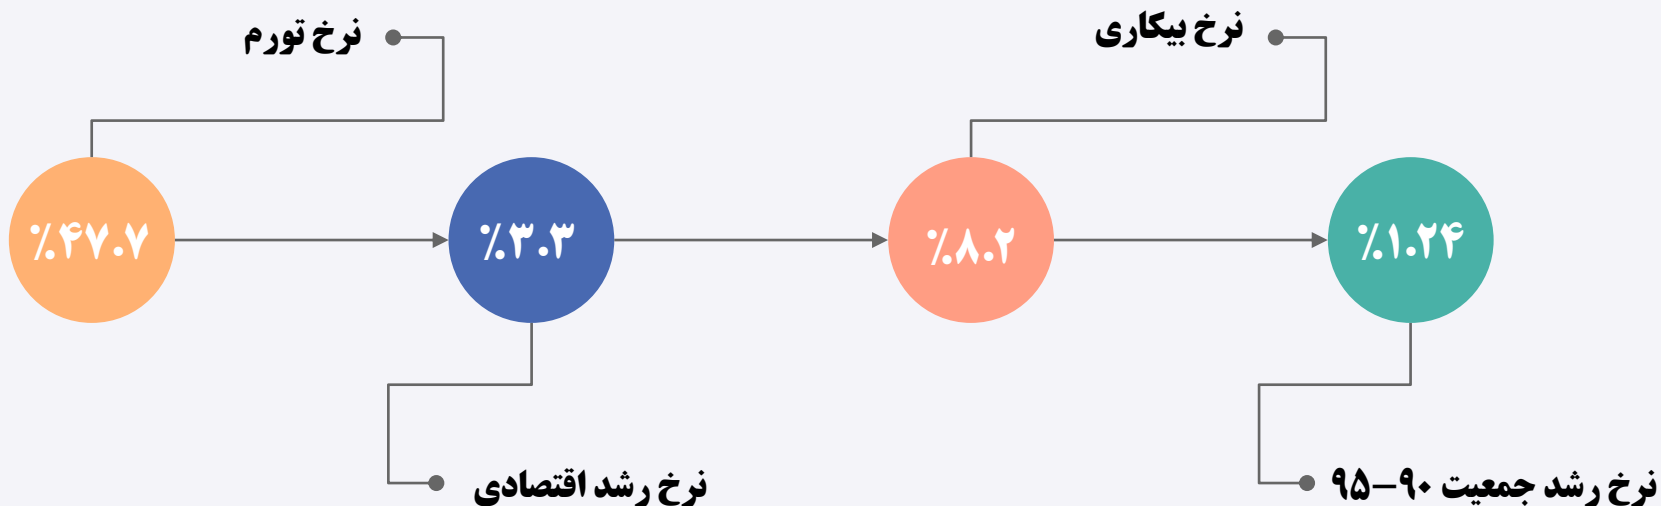 نرخ تورم
نرخ بیکاری
%۴۷.۷
%۳.۳
%۸.۲
%۱.۲۴
نرخ رشد اقتصادی
نرخ رشد جمعیت ۹۰-۹۵